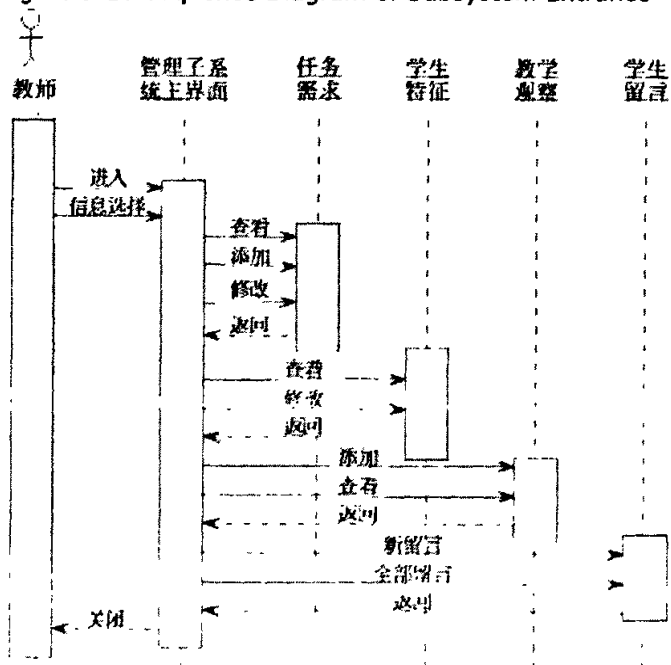 教师
管理子系
统主界面
任务
需求
学生
特征
教学
观察
学生
留言
进入
信息选择
查看
添加
修改
返回
查看
修改
返回
添加
查看
返回
新留言
全部留言
返回
关闭